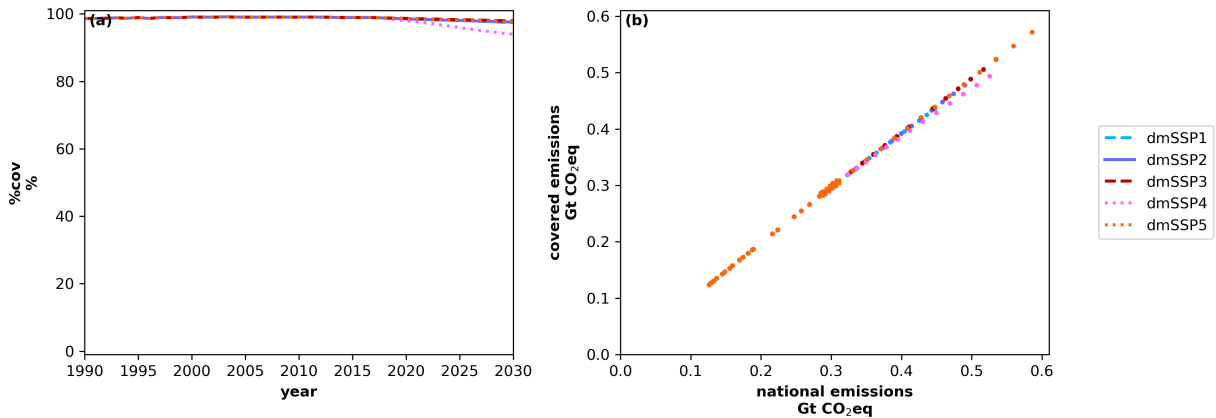 (a)
100
80
60
40
20
0
%cov
%
1990 1995 2000 2005 2010 2015 2020 2025 2030
year
(b)
0.6
0.5
0.4
0.3
0.2
0.1
0.0
covered emissions
Gt CO₂eq
0.0 0.1 0.2 0.3 0.4 0.5 0.6
national emissions
Gt CO₂eq
dmSSP1
dmSSP2
dmSSP3
dmSSP4
dmSSP5